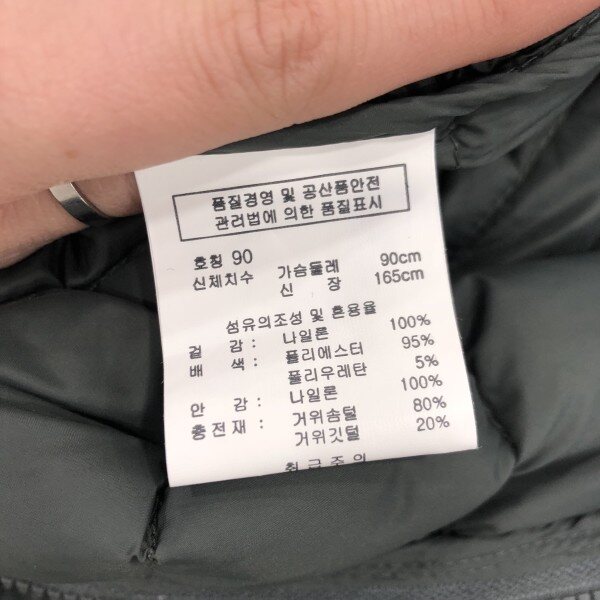 품질경영 및 공산품안전
관리법에 의한 품질표시
호칭 90
신체치수 가슴둘레 90cm
신 장 165cm
섬유의조성 및 혼용율
겉 감 : 나일론 100%
배 색 : 폴리에스터 95%
폴리우레탄 5%
안 감 : 나일론 100%
충전재 : 거위솜털 80%
거위깃털 20%
취급주의